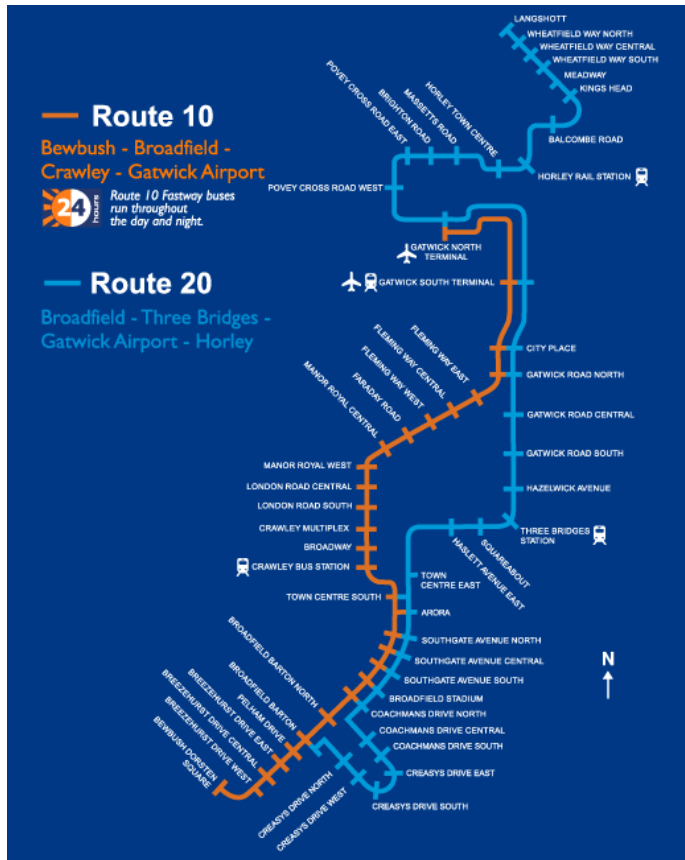 Route 10
Bewbush - Broadfield -
Crawley - Gatwick Airport
24
hours
Route 10 Fastway buses
run throughout
the day and night.
Route 20
Broadfield - Three Bridges -
Gatwick Airport - Horley
LANGSHOTT
WHEATFIELD WAY NORTH
WHEATFIELD WAY CENTRAL
WHEATFIELD WAY SOUTH
MEADWAY
KINGS HEAD
BALCOMBE ROAD
HORLEY RAIL STATION
HORLEY TOWN CENTRE
MASSETTS ROAD
BRIGHTON ROAD
POVEY CROSS ROAD EAST
POVEY CROSS ROAD WEST
GATWICK NORTH
TERMINAL
GATWICK SOUTH TERMINAL
CITY PLACE
GATWICK ROAD NORTH
GATWICK ROAD CENTRAL
GATWICK ROAD SOUTH
HAZELWICK AVENUE
THREE BRIDGES
STATION
SQUAREABOUT
HASLETT AVENUE EAST
TOWN
CENTRE EAST
FLEMING WAY EAST
FLEMING WAY CENTRAL
FLEMING WAY WEST
FARADAY ROAD
MANOR ROYAL CENTRAL
MANOR ROYAL WEST
LONDON ROAD CENTRAL
LONDON ROAD SOUTH
CRAWLEY MULTIPLEX
BROADWAY
CRAWLEY BUS STATION
TOWN CENTRE SOUTH
ARORA
SOUTHGATE AVENUE NORTH
SOUTHGATE AVENUE CENTRAL
SOUTHGATE AVENUE SOUTH
BROADFIELD STADIUM
COACHMANS DRIVE NORTH
COACHMANS DRIVE CENTRAL
COACHMANS DRIVE SOUTH
CREASYS DRIVE EAST
CREASYS DRIVE SOUTH
CREASYS DRIVE WEST
CREASYS DRIVE NORTH
BROADFIELD BARTON NORTH
BROADFIELD BARTON
PELHAM DRIVE
BREEZEHURST DRIVE EAST
BREEZEHURST DRIVE CENTRAL
BREEZEHURST DRIVE WEST
BEWBUSH DORSTEN
SQUARE
N